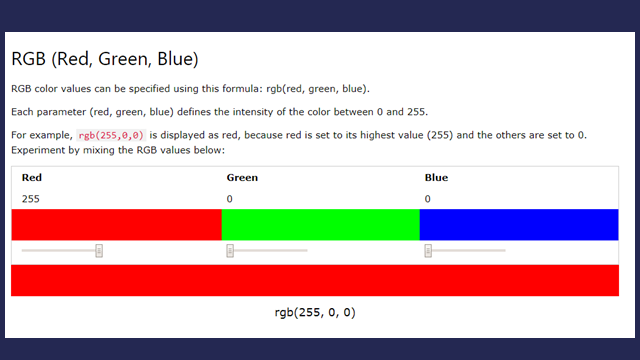 RGB (Red, Green, Blue)
RGB color values can be specified using this formula: rgb(red, green, blue).
Each parameter (red, green, blue) defines the intensity of the color between 0 and 255.
For example, rgb(255,0,0) is displayed as red, because red is set to its highest value (255) and the others are set to 0.
Experiment by mixing the RGB values below:
Red Green Blue
255 0 0
rgb(255, 0, 0)